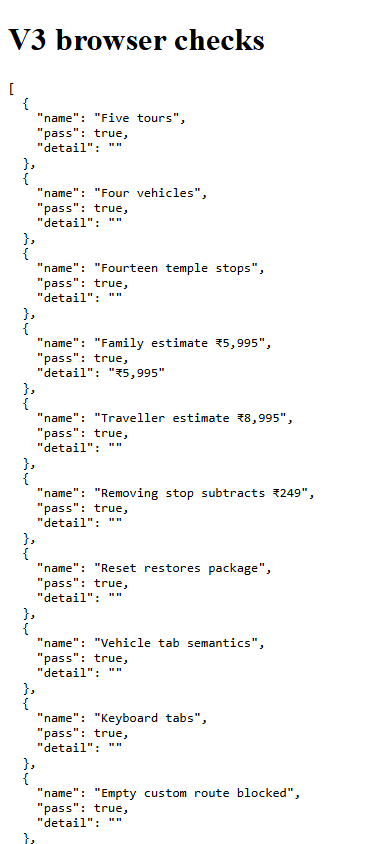 V3 browser checks
[
  {
    "name": "Five tours",
    "pass": true,
    "detail": ""
  },
  {
    "name": "Four vehicles",
    "pass": true,
    "detail": ""
  },
  {
    "name": "Fourteen temple stops",
    "pass": true,
    "detail": ""
  },
  {
    "name": "Family estimate ₹5,995",
    "pass": true,
    "detail": "₹5,995"
  },
  {
    "name": "Traveller estimate ₹8,995",
    "pass": true,
    "detail": ""
  },
  {
    "name": "Removing stop subtracts ₹249",
    "pass": true,
    "detail": ""
  },
  {
    "name": "Reset restores package",
    "pass": true,
    "detail": ""
  },
  {
    "name": "Vehicle tab semantics",
    "pass": true,
    "detail": ""
  },
  {
    "name": "Keyboard tabs",
    "pass": true,
    "detail": ""
  },
  {
    "name": "Empty custom route blocked",
    "pass": true,
    "detail": ""
  },